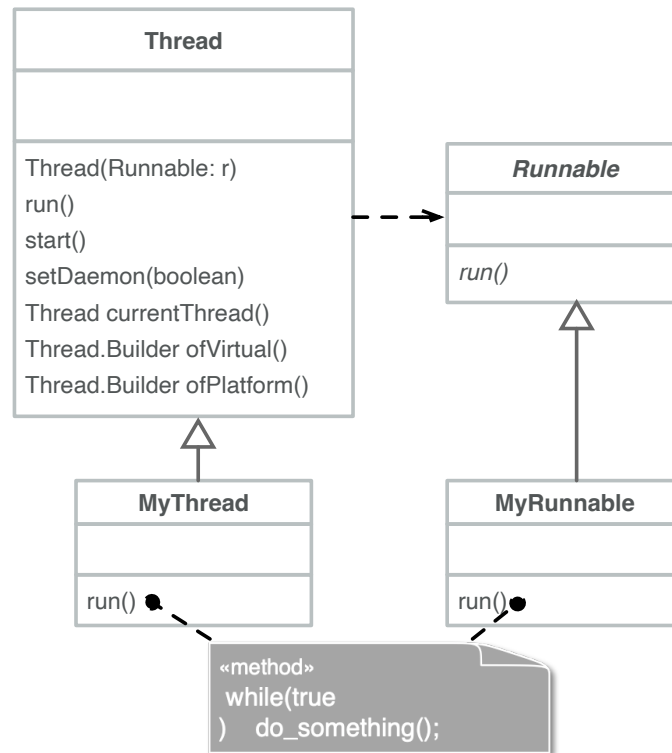 Thread
Thread(Runnable: r)
run()
start()
setDaemon(boolean)
Thread currentThread()
Thread.Builder ofVirtual()
Thread.Builder ofPlatform()
Runnable
run()
MyThread
run()
MyRunnable
run()
«method»
while(true
) do_something();